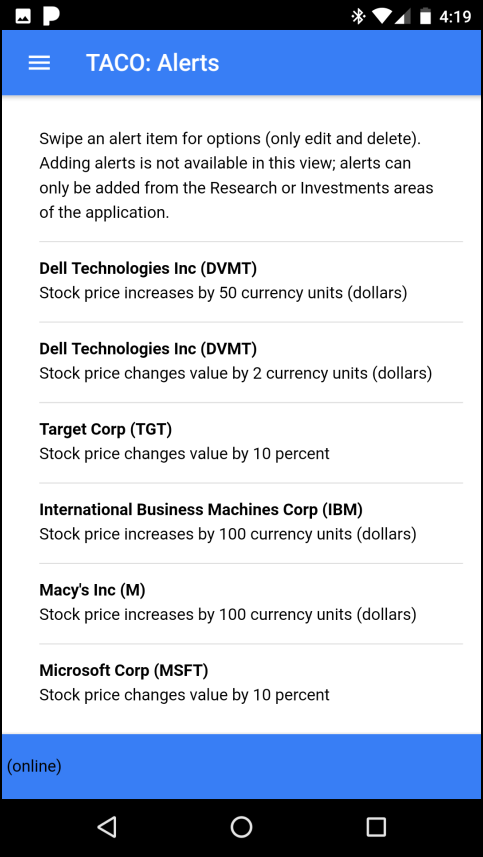 4:19
TACO: Alerts
Swipe an alert item for options (only edit and delete).
Adding alerts is not available in this view; alerts can
only be added from the Research or Investments areas
of the application.
Dell Technologies Inc (DVMT)
Stock price increases by 50 currency units (dollars)
Dell Technologies Inc (DVMT)
Stock price changes value by 2 currency units (dollars)
Target Corp (TGT)
Stock price changes value by 10 percent
International Business Machines Corp (IBM)
Stock price increases by 100 currency units (dollars)
Macy's Inc (M)
Stock price increases by 100 currency units (dollars)
Microsoft Corp (MSFT)
Stock price changes value by 10 percent
(online)